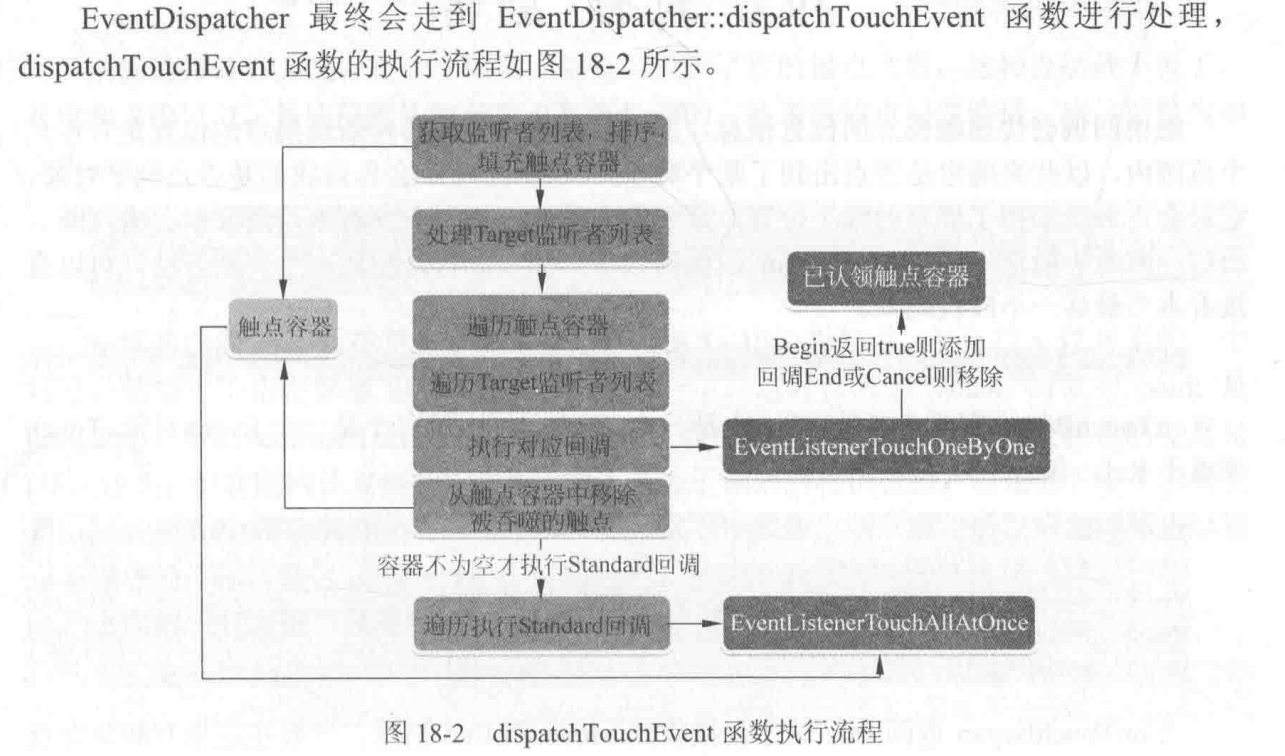 EventDispatcher 最终会走到 EventDispatcher::dispatchTouchEvent 函数进行处理，
dispatchTouchEvent 函数的执行流程如图 18-2 所示。
获取监听者列表，排序
填充触点容器
处理Target监听者列表
已认领触点容器
触点容器
遍历触点容器
Begin返回true则添加
回调End或Cancel则移除
遍历Target监听者列表
执行对应回调
EventListenerTouchOneByOne
从触点容器中移除
被吞噬的触点
容器不为空才执行Standard回调
遍历执行Standard回调
EventListenerTouchAllAtOnce
图 18-2 dispatchTouchEvent 函数执行流程